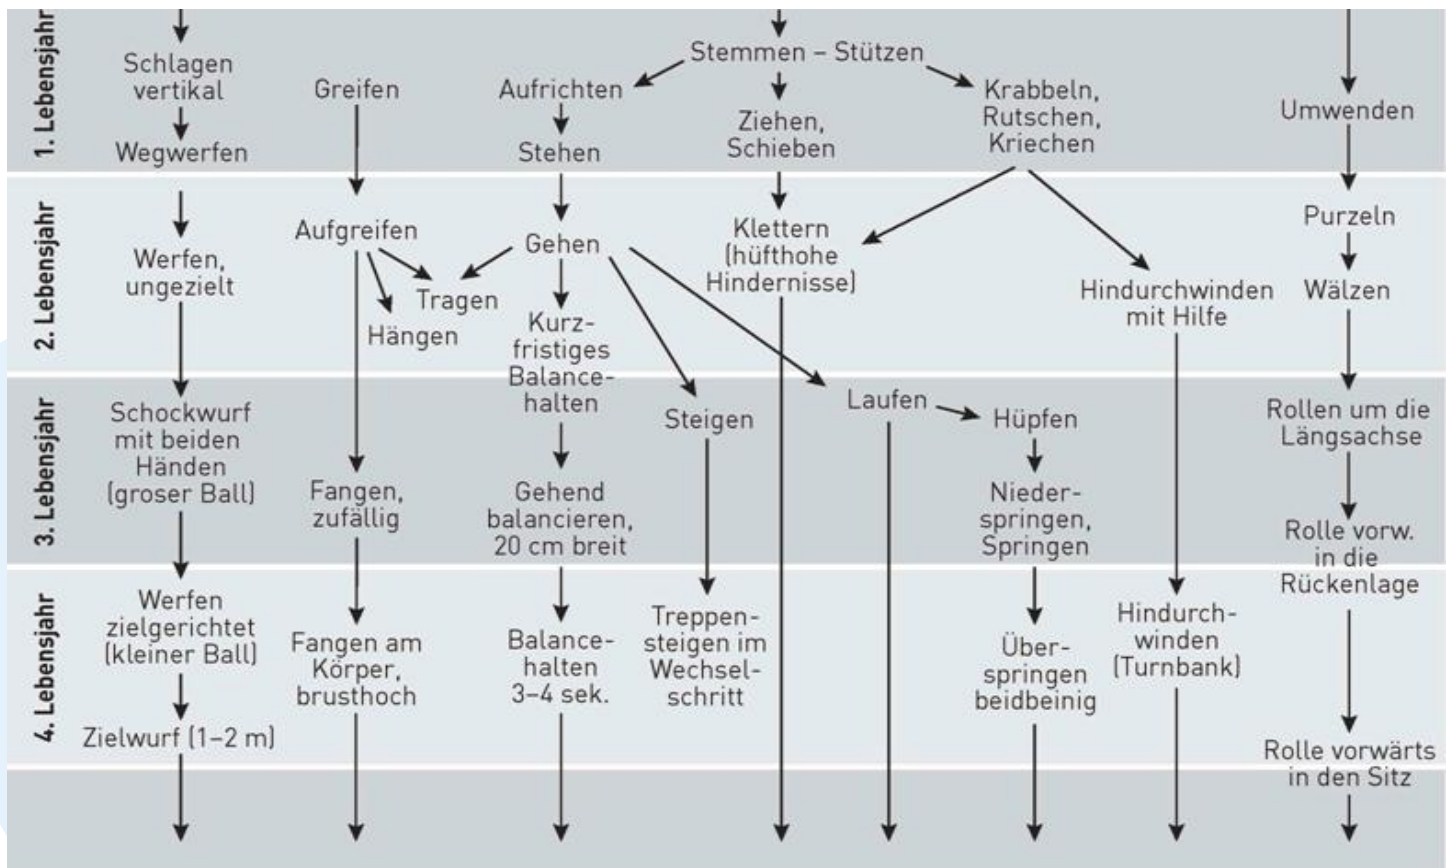 1. Lebensjahr
Schlagen
vertikal
Wegwerfen
Greifen
Aufrichten
Stehen
Stemmen – Stützen
Ziehen,
Schieben
Krabbeln,
Rutschen,
Kriechen
Umwenden
2. Lebensjahr
Werfen,
ungezielt
Aufgreifen
Tragen
Hängen
Gehen
Kurz-
fristiges
Balance-
halten
Klettern
(hüfthohe
Hindernisse)
Hindurchwinden
mit Hilfe
Purzeln
Wälzen
3. Lebensjahr
Schockwurf
mit beiden
Händen
(groser Ball)
Fangen,
zufällig
Gehend
balancieren,
20 cm breit
Steigen
Laufen
Hüpfen
Nieder-
springen,
Springen
Rollen um die
Längsachse
Rolle vorw.
in die
Rückenlage
4. Lebensjahr
Werfen
zielgerichtet
(kleiner Ball)
Zielwurf (1–2 m)
Fangen am
Körper,
brusthoch
Balance-
halten
3–4 sek.
Treppen-
steigen im
Wechsel-
schritt
Über-
springen
beidbeinig
Hindurch-
winden
(Turnbank)
Rolle vorwärts
in den Sitz